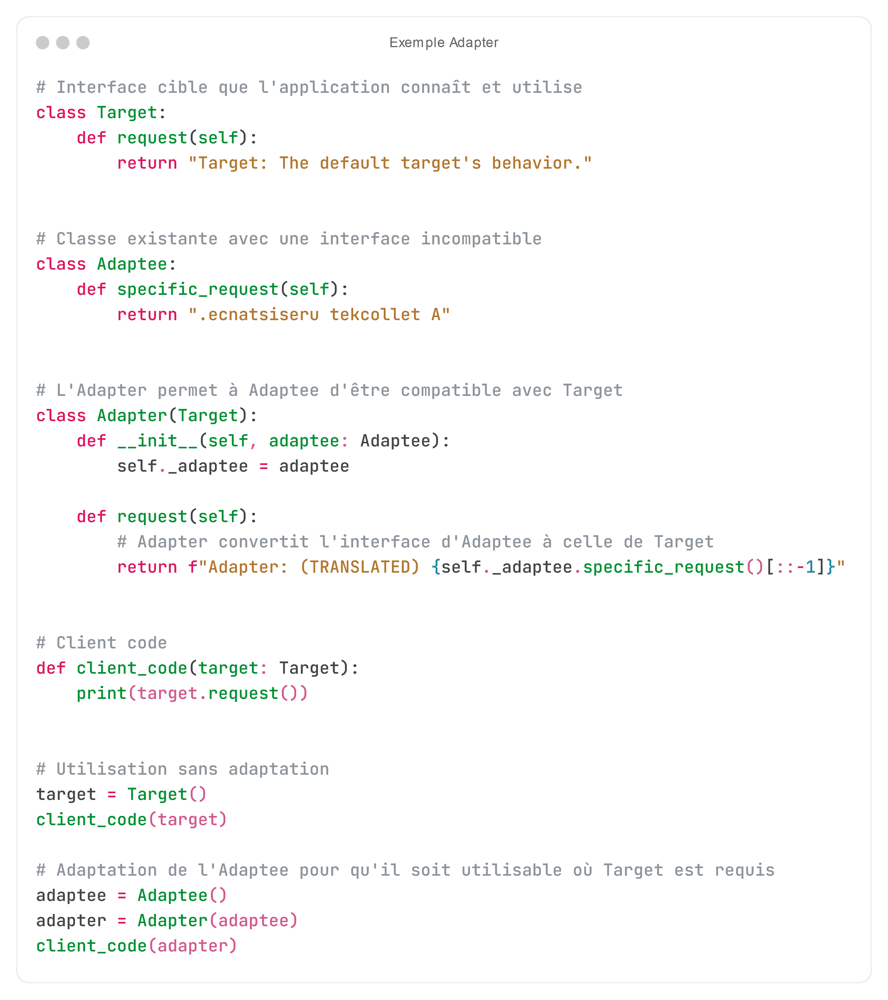 Exemple Adapter
# Interface cible que l'application connaît et utilise
class Target:
    def request(self):
        return "Target: The default target's behavior."
# Classe existante avec une interface incompatible
class Adaptee:
    def specific_request(self):
        return ".ecnatsiseru tekcollet A"
# L'Adapter permet à Adaptee d'être compatible avec Target
class Adapter(Target):
    def __init__(self, adaptee: Adaptee):
        self._adaptee = adaptee
    def request(self):
        # Adapter convertit l'interface d'Adaptee à celle de Target
        return f"Adapter: (TRANSLATED) {self._adaptee.specific_request()[::-1]}"
# Client code
def client_code(target: Target):
    print(target.request())
# Utilisation sans adaptation
target = Target()
client_code(target)
# Adaptation de l'Adaptee pour qu'il soit utilisable où Target est requis
adaptee = Adaptee()
adapter = Adapter(adaptee)
client_code(adapter)